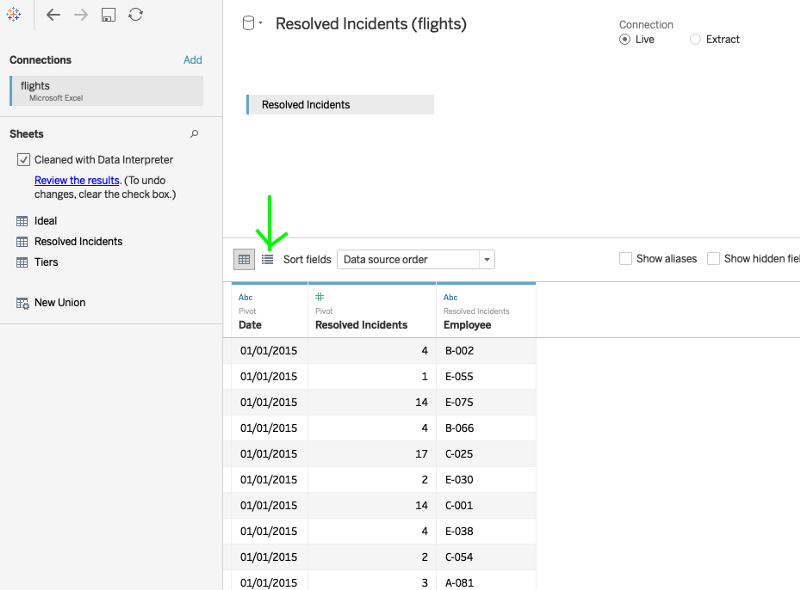 Resolved Incidents (flights)
Connection
Live
Extract
Connections
Add
flights
Microsoft Excel
Resolved Incidents
Sheets
Cleaned with Data Interpreter
Review the results. (To undo
changes, clear the check box.)
Ideal
Resolved Incidents
Tiers
New Union
Sort fields
Data source order
Show aliases
Show hidden fiel
Abc
#
Abc
Pivot
Pivot
Resolved Incidents
Date
Resolved Incidents
Employee
01/01/2015 4 B-002
01/01/2015 1 E-055
01/01/2015 14 E-075
01/01/2015 4 B-066
01/01/2015 17 C-025
01/01/2015 2 E-030
01/01/2015 14 C-001
01/01/2015 4 E-038
01/01/2015 2 C-054
01/01/2015 3 A-081